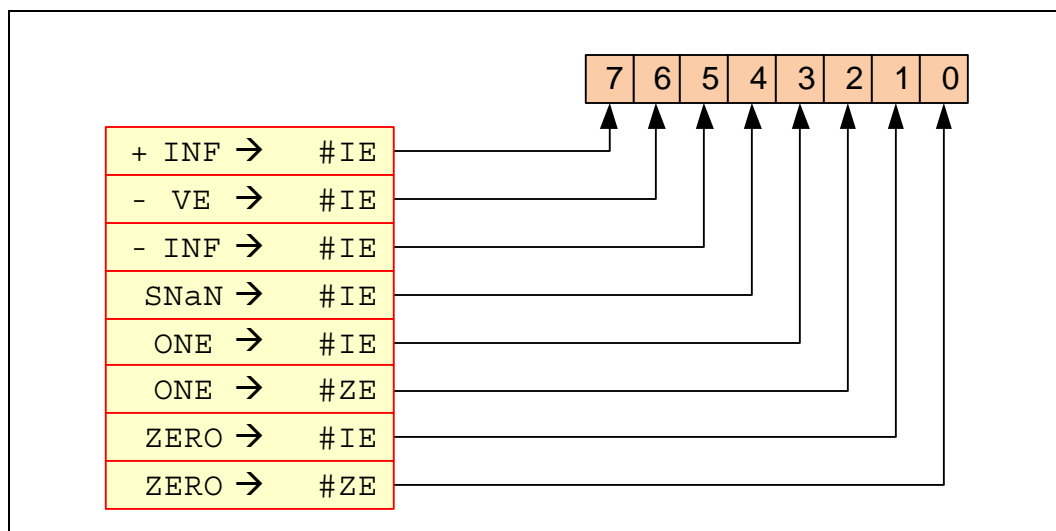 7 6 5 4 3 2 1 0
+ INF → #IE
- VE → #IE
- INF → #IE
SNaN → #IE
ONE → #IE
ONE → #ZE
ZERO → #IE
ZERO → #ZE